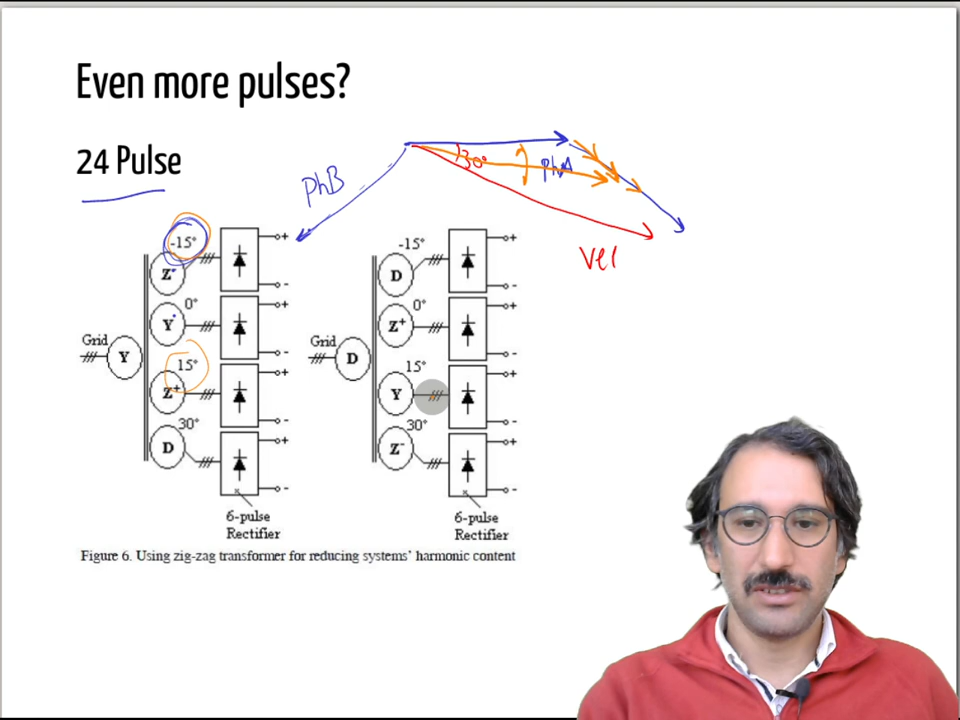 Even more pulses?
24 Pulse
PhB
30°
PhA
Vef
-15°
Z-
0°
Y
Grid
Y
15°
Z+
30°
D
+
-
+
-
+
-
+
-
6-pulse
Rectifier
-15°
D
0°
Z+
Grid
D
15°
Y
30°
Z-
+
-
+
-
+
-
+
-
6-pulse
Rectifier
Figure 6. Using zig-zag transformer for reducing systems' harmonic content